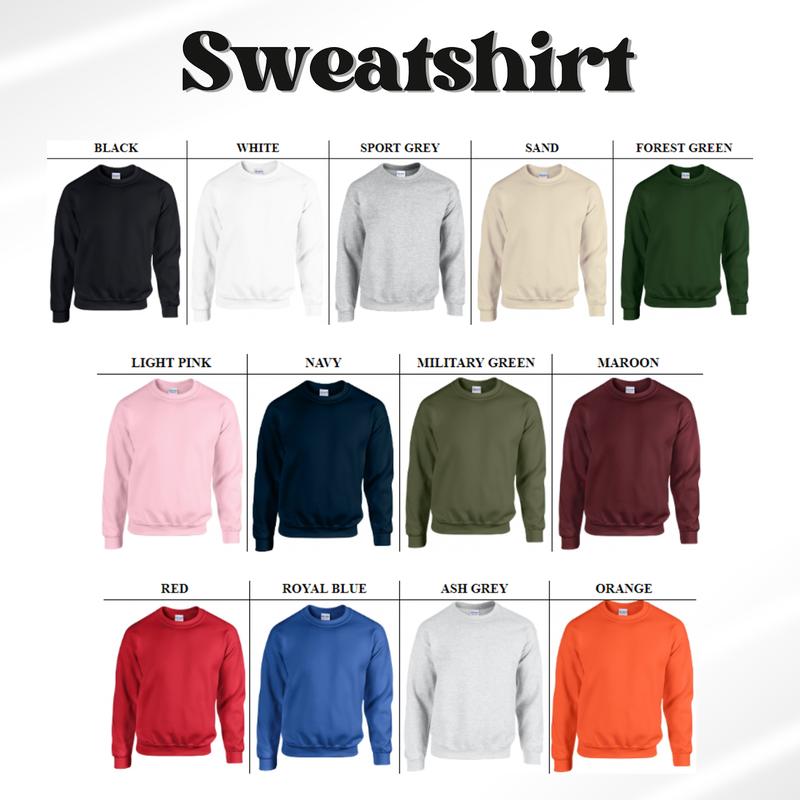 Sweatshirt
BLACK WHITE SPORT GREY SAND FOREST GREEN
LIGHT PINK NAVY MILITARY GREEN MAROON
RED ROYAL BLUE ASH GREY ORANGE